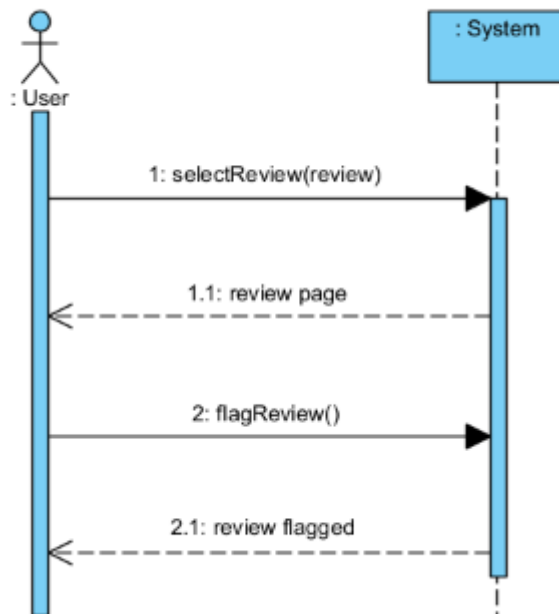 : System
: User
1: selectReview(review)
1.1: review page
2: flagReview()
2.1: review flagged